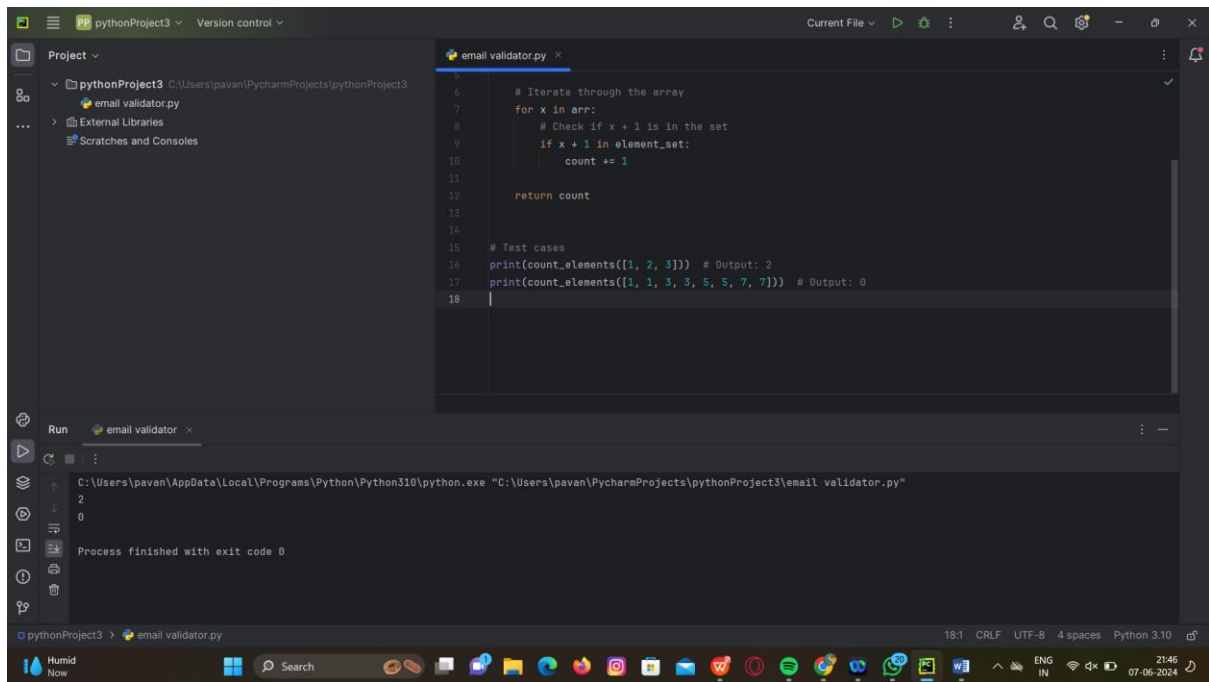 PP pythonProject3 Version control Current File
Project
email validator.py
pythonProject3 C:\Users\pavan\PycharmProjects\pythonProject3
email validator.py
External Libraries
Scratches and Consoles
5
6 # Iterate through the array
7 for x in arr:
8 # Check if x + 1 is in the set
9 if x + 1 in element_set:
10 count += 1
11
12 return count
13
14
15 # Test cases
16 print(count_elements([1, 2, 3])) # Output: 2
17 print(count_elements([1, 1, 3, 3, 5, 5, 7, 7])) # Output: 0
18
Run email validator
C:\Users\pavan\AppData\Local\Programs\Python\Python310\python.exe "C:\Users\pavan\PycharmProjects\pythonProject3\email validator.py"
2
0
Process finished with exit code 0
pythonProject3 > email validator.py 18:1 CRLF UTF-8 4 spaces Python 3.10
Humid
Now
Search
20
PC
ENG
IN
21:46
07-06-2024